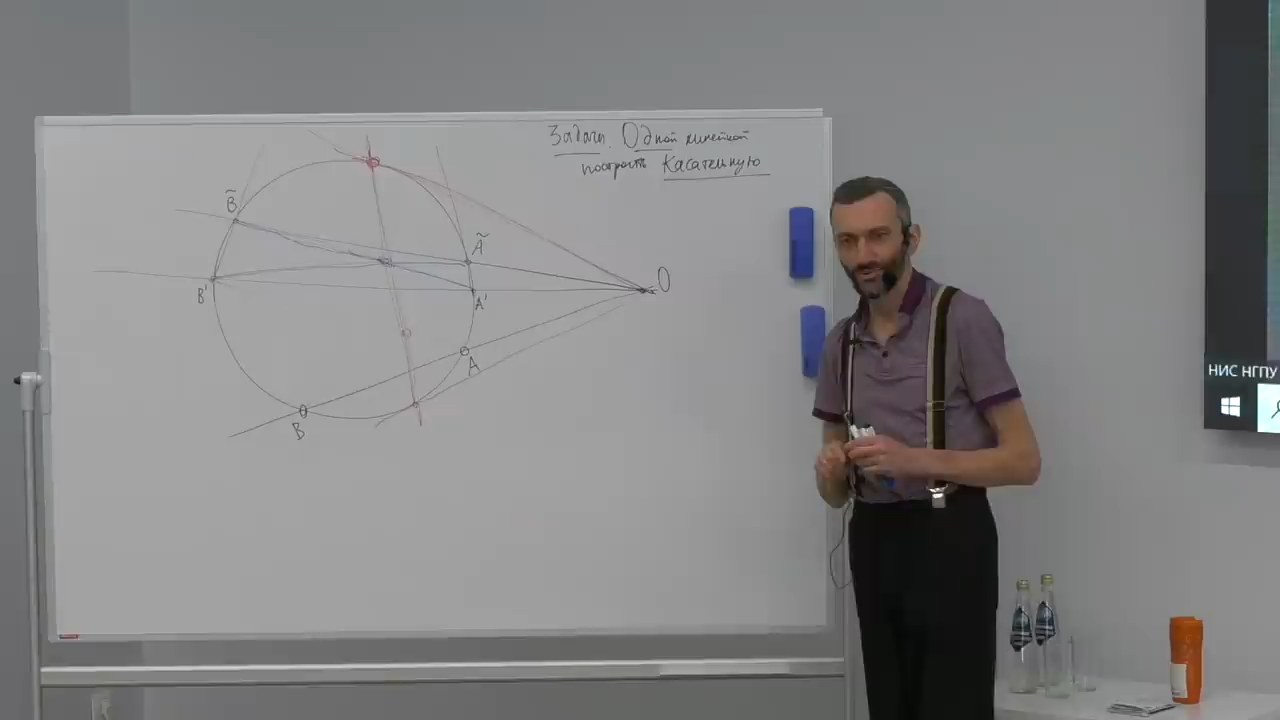 Задача. Одной линейкой
построить касательную
B̃
Ã
B'
A'
O
A
B
НИС НГПУ